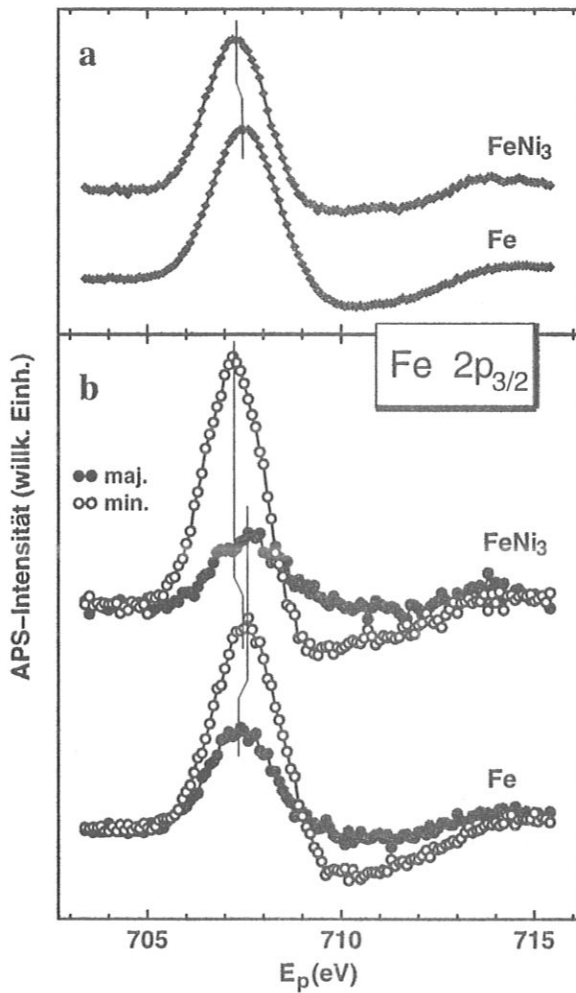 a
FeNi₃
Fe
Fe 2p₃/₂
b
maj.
min.
FeNi₃
Fe
APS–Intensität (willk. Einh.)
705 710 715
Eₚ(eV)